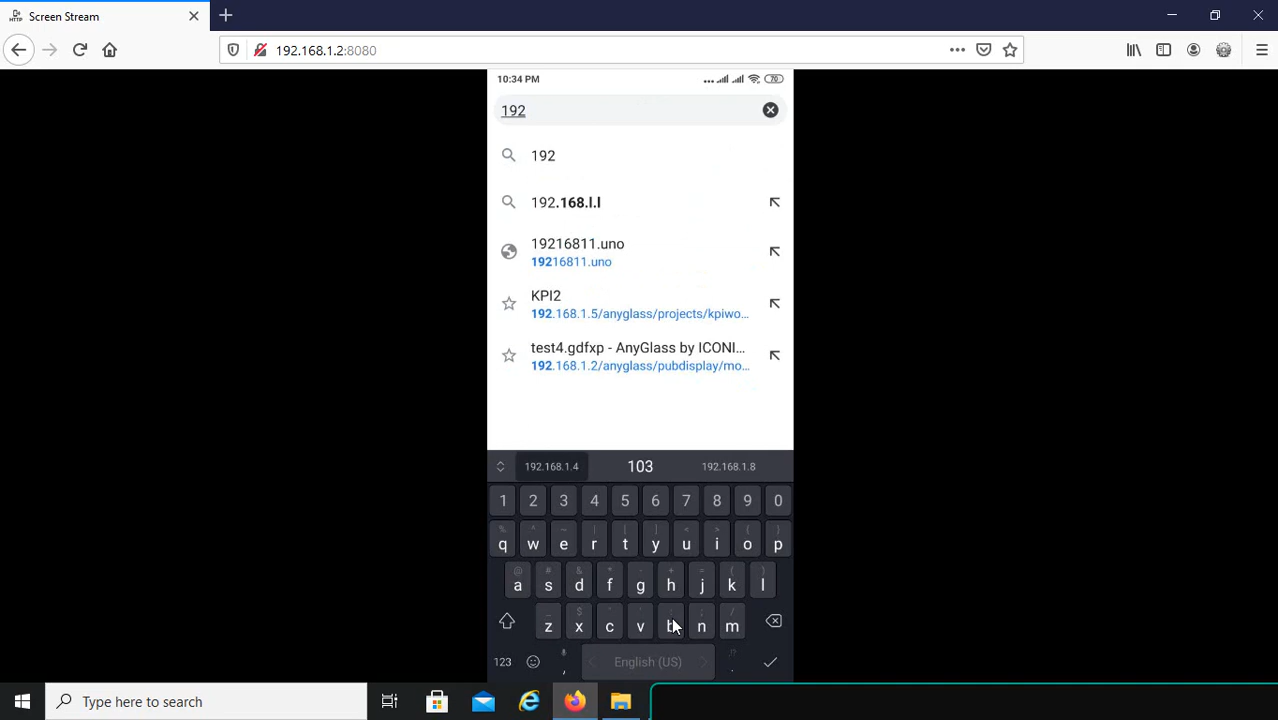 Screen Stream
192.168.1.2:8080
10:34 PM
70
192
192
192.168.l.l
19216811.uno
19216811.uno
KPI2
192.168.1.5/anyglass/projects/kpiwo...
test4.gdfxp - AnyGlass by ICONI...
192.168.1.2/anyglass/pubdisplay/mo...
192.168.1.4 103 192.168.1.8
1 2 3 4 5 6 7 8 9 0
% ^ ~ | [ ] < > { }
q w e r t y u i o p
@ # & * - + = ( )
a s d f g h j k l
_ $ " ' : ; /
z x c v b n m
123 , English (US) . !?
Type here to search